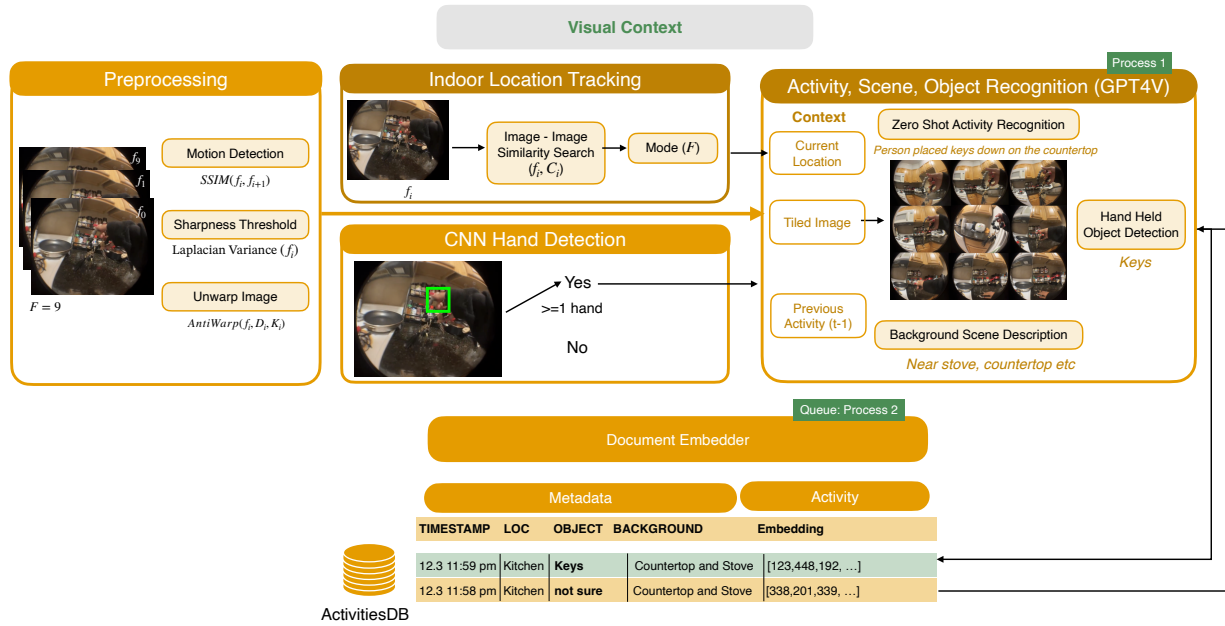 Visual Context
Preprocessing
f₉
f₁
f₀
F = 9
Motion Detection
SSIM(fᵢ, fᵢ₊₁)
Sharpness Threshold
Laplacian Variance (fᵢ)
Unwarp Image
AntiWarp(fᵢ, Dᵢ, Kᵢ)
Indoor Location Tracking
fᵢ
Image - Image
Similarity Search
(fᵢ, Cᵢ)
Mode (F)
CNN Hand Detection
Yes
>=1 hand
No
Process 1
Activity, Scene, Object Recognition (GPT4V)
Context
Current
Location
Tiled Image
Previous
Activity (t-1)
Zero Shot Activity Recognition
Person placed keys down on the countertop
Hand Held
Object Detection
Keys
Background Scene Description
Near stove, countertop etc
Queue: Process 2
Document Embedder
Metadata
Activity
TIMESTAMP LOC OBJECT BACKGROUND Embedding
12.3 11:59 pm Kitchen Keys Countertop and Stove [123,448,192, ...]
12.3 11:58 pm Kitchen not sure Countertop and Stove [338,201,339, ...]
ActivitiesDB